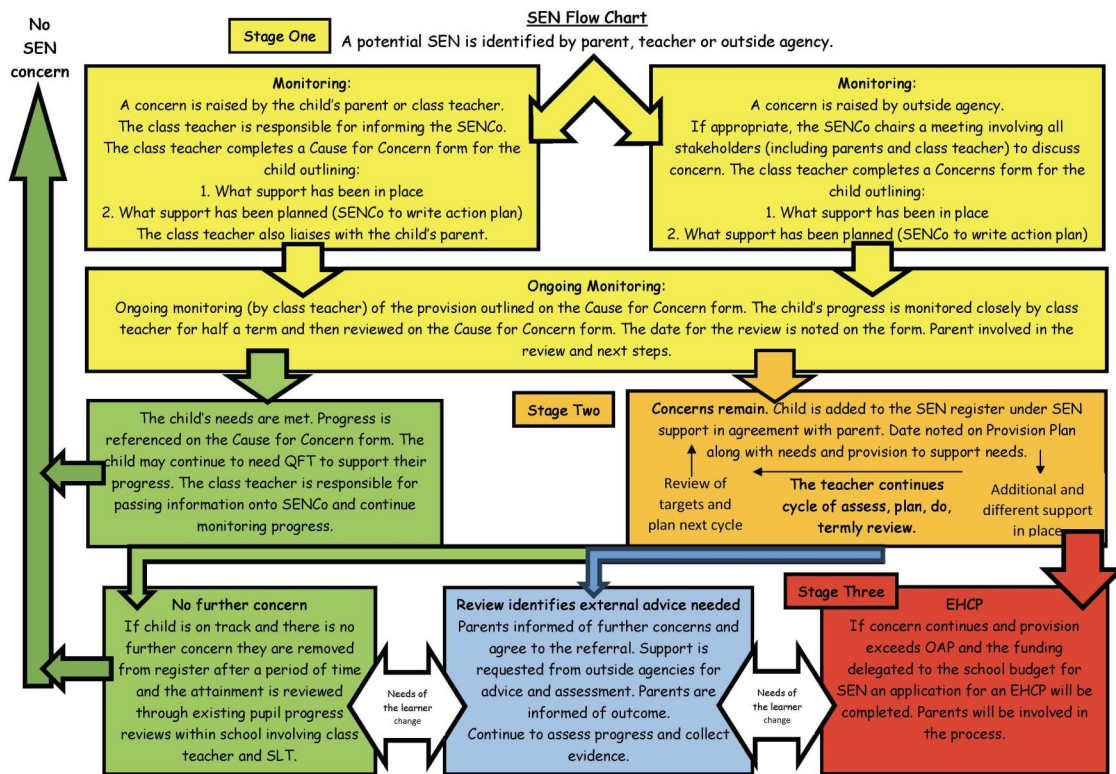 No
SEN
concern
SEN Flow Chart
Stage One
A potential SEN is identified by parent, teacher or outside agency.
Monitoring:
A concern is raised by the child's parent or class teacher.
The class teacher is responsible for informing the SENCo.
The class teacher completes a Cause for Concern form for the
child outlining:
1. What support has been in place
2. What support has been planned (SENCo to write action plan)
The class teacher also liaises with the child's parent.
Monitoring:
A concern is raised by outside agency.
If appropriate, the SENCo chairs a meeting involving all
stakeholders (including parents and class teacher) to discuss
concern. The class teacher completes a Concerns form for the
child outlining:
1. What support has been in place
2. What support has been planned (SENCo to write action plan)
Ongoing Monitoring:
Ongoing monitoring (by class teacher) of the provision outlined on the Cause for Concern form. The child's progress is monitored closely by class
teacher for half a term and then reviewed on the Cause for Concern form. The date for the review is noted on the form. Parent involved in the
review and next steps.
The child's needs are met. Progress is
referenced on the Cause for Concern form. The
child may continue to need QFT to support their
progress. The class teacher is responsible for
passing information onto SENCo and continue
monitoring progress.
Stage Two
Concerns remain. Child is added to the SEN register under SEN
support in agreement with parent. Date noted on Provision Plan
along with needs and provision to support needs.
Review of
targets and
plan next cycle
The teacher continues
cycle of assess, plan, do,
termly review.
Additional and
different support
in place
No further concern
If child is on track and there is no
further concern they are removed
from register after a period of time
and the attainment is reviewed
through existing pupil progress
reviews within school involving class
teacher and SLT.
Needs of
the learner
change
Review identifies external advice needed
Parents informed of further concerns and
agree to the referral. Support is
requested from outside agencies for
advice and assessment. Parents are
informed of outcome.
Continue to assess progress and collect
evidence.
Needs of
the learner
change
Stage Three
EHCP
If concern continues and provision
exceeds OAP and the funding
delegated to the school budget for
SEN an application for an EHCP will be
completed. Parents will be involved in
the process.